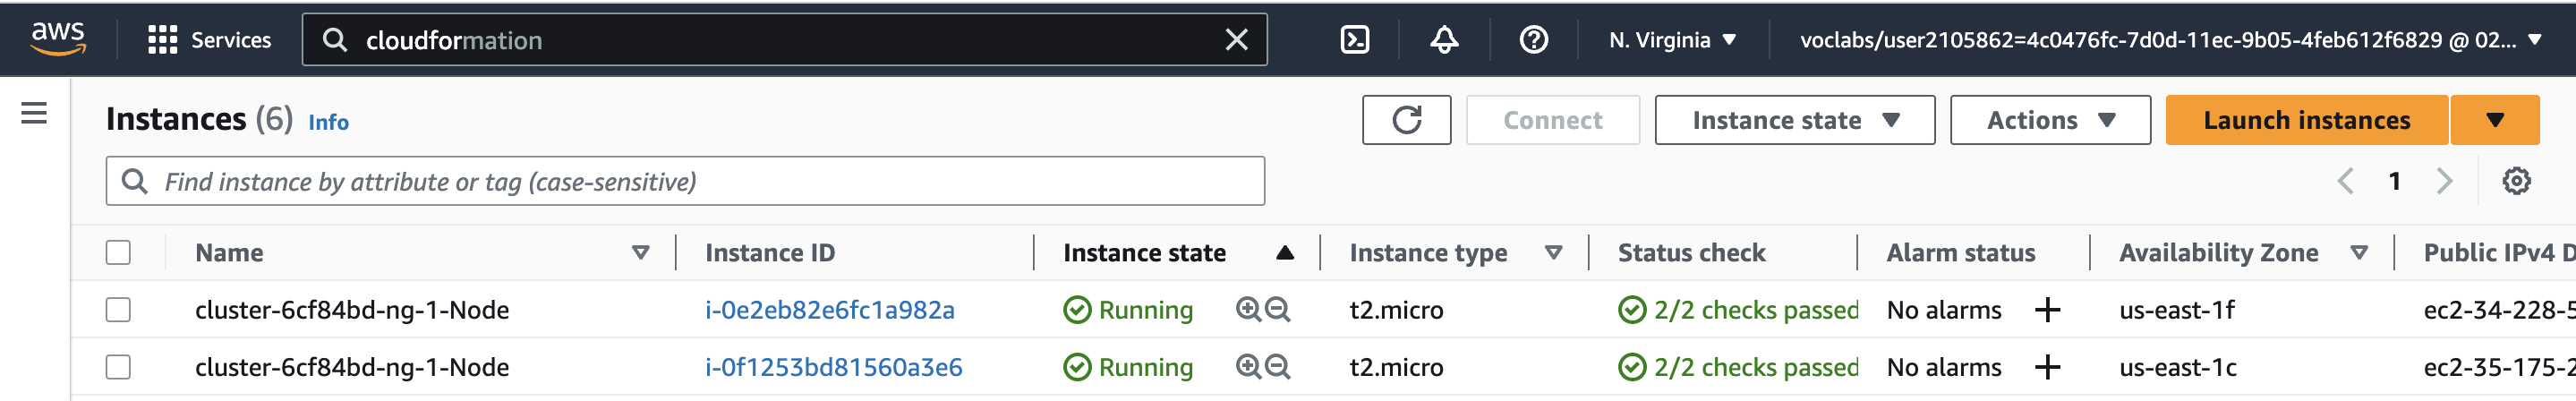 aws Services cloudformation N. Virginia voclabs/user2105862=4c0476fc-7d0d-11ec-9b05-4feb612f6829 @ 02...
Instances (6) Info Connect Instance state Actions Launch instances
Find instance by attribute or tag (case-sensitive) 1
Name Instance ID Instance state Instance type Status check Alarm status Availability Zone Public IPv4 D
cluster-6cf84bd-ng-1-Node i-0e2eb82e6fc1a982a Running t2.micro 2/2 checks passed No alarms + us-east-1f ec2-34-228-5
cluster-6cf84bd-ng-1-Node i-0f1253bd81560a3e6 Running t2.micro 2/2 checks passed No alarms + us-east-1c ec2-35-175-2